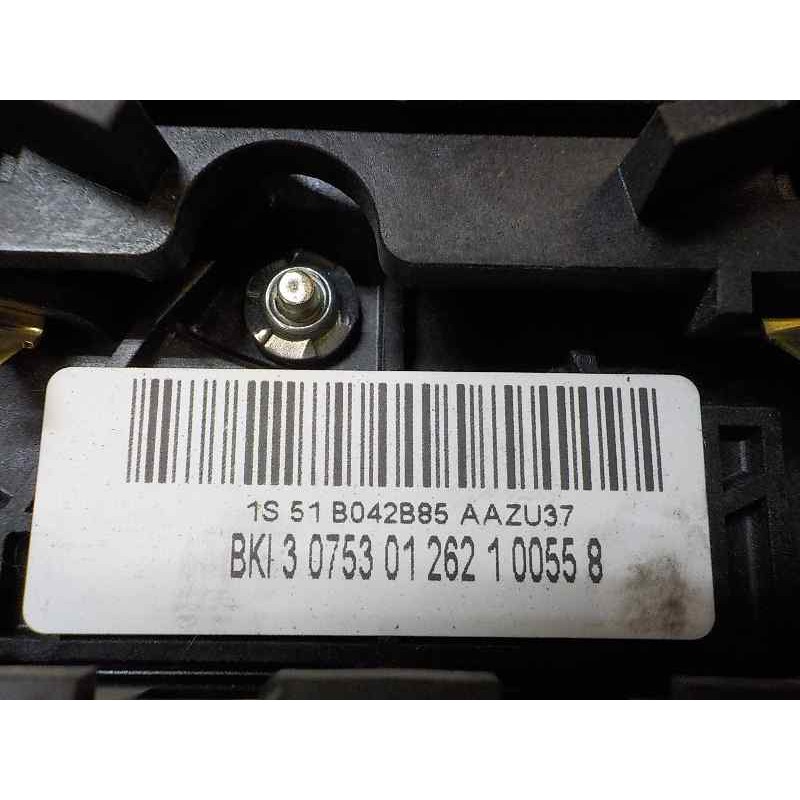 1S 51 B042B85 AAZU37
BKI 3 0753 01 262 1 0055 8